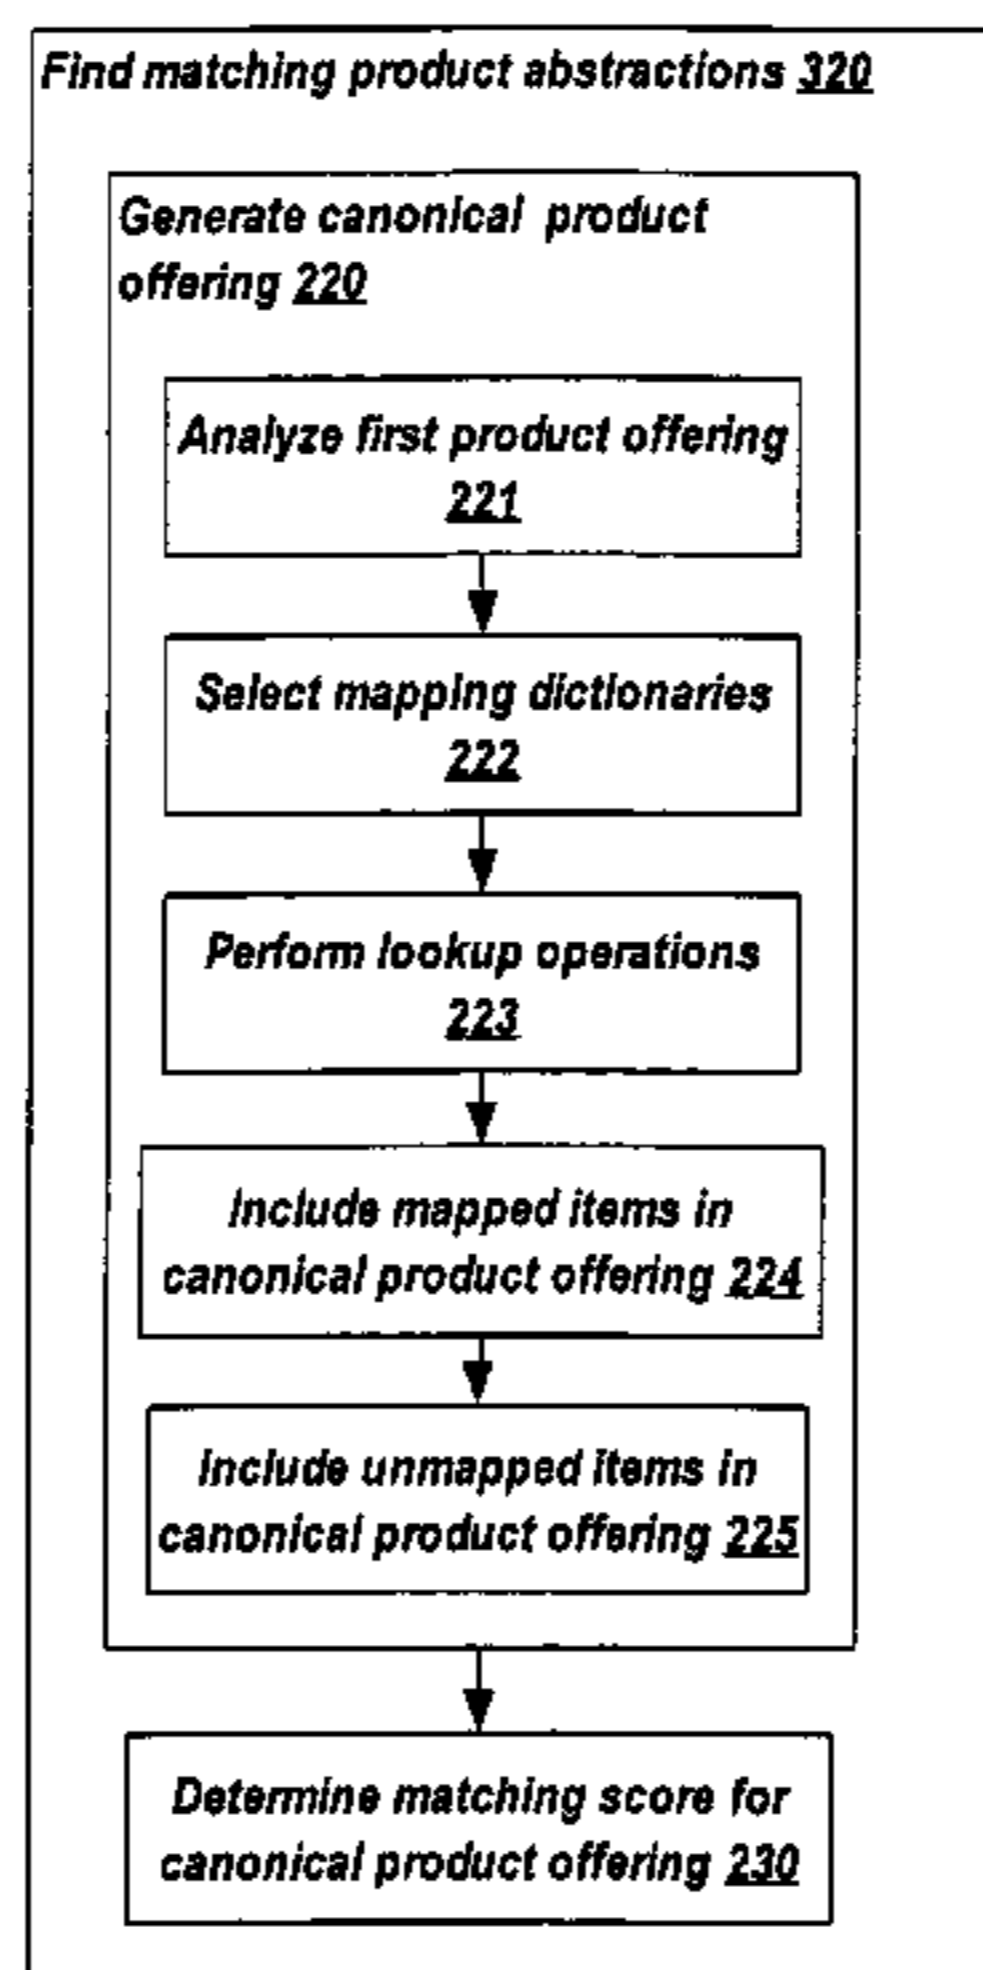 Find matching product abstractions 320
Generate canonical product
offering 220
Analyze first product offering
221
Select mapping dictionaries
222
Perform lookup operations
223
Include mapped items in
canonical product offering 224
Include unmapped items in
canonical product offering 225
Determine matching score for
canonical product offering 230